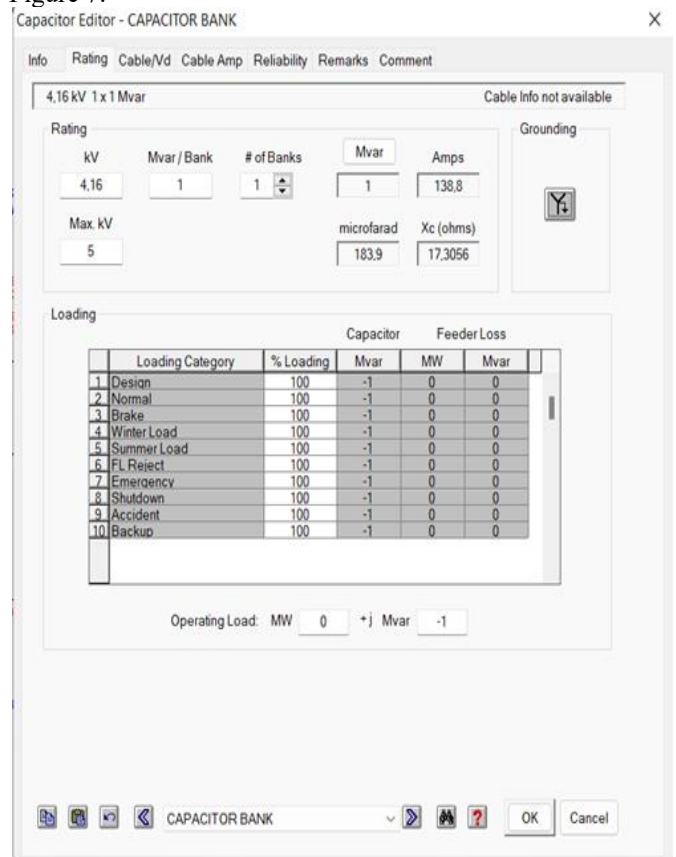 Capacitor Editor - CAPACITOR BANK X
Info Rating Cable/Vd Cable Amp Reliability Remarks Comment
4,16 kV 1 x 1 Mvar Cable Info not available
Rating Grounding
kV Mvar / Bank # of Banks Mvar Amps
4,16 1 1 1 138,8
Max. kV microfarad Xc (ohms)
5 183,9 17,3056
Loading
Capacitor Feeder Loss
Loading Category % Loading Mvar MW Mvar
1 Design 100 -1 0 0
2 Normal 100 -1 0 0
3 Brake 100 -1 0 0
4 Winter Load 100 -1 0 0
5 Summer Load 100 -1 0 0
6 FL Reject 100 -1 0 0
7 Emergency 100 -1 0 0
8 Shutdown 100 -1 0 0
9 Accident 100 -1 0 0
10 Backup 100 -1 0 0
Operating Load: MW 0 + j Mvar -1
CAPACITOR BANK ? OK Cancel